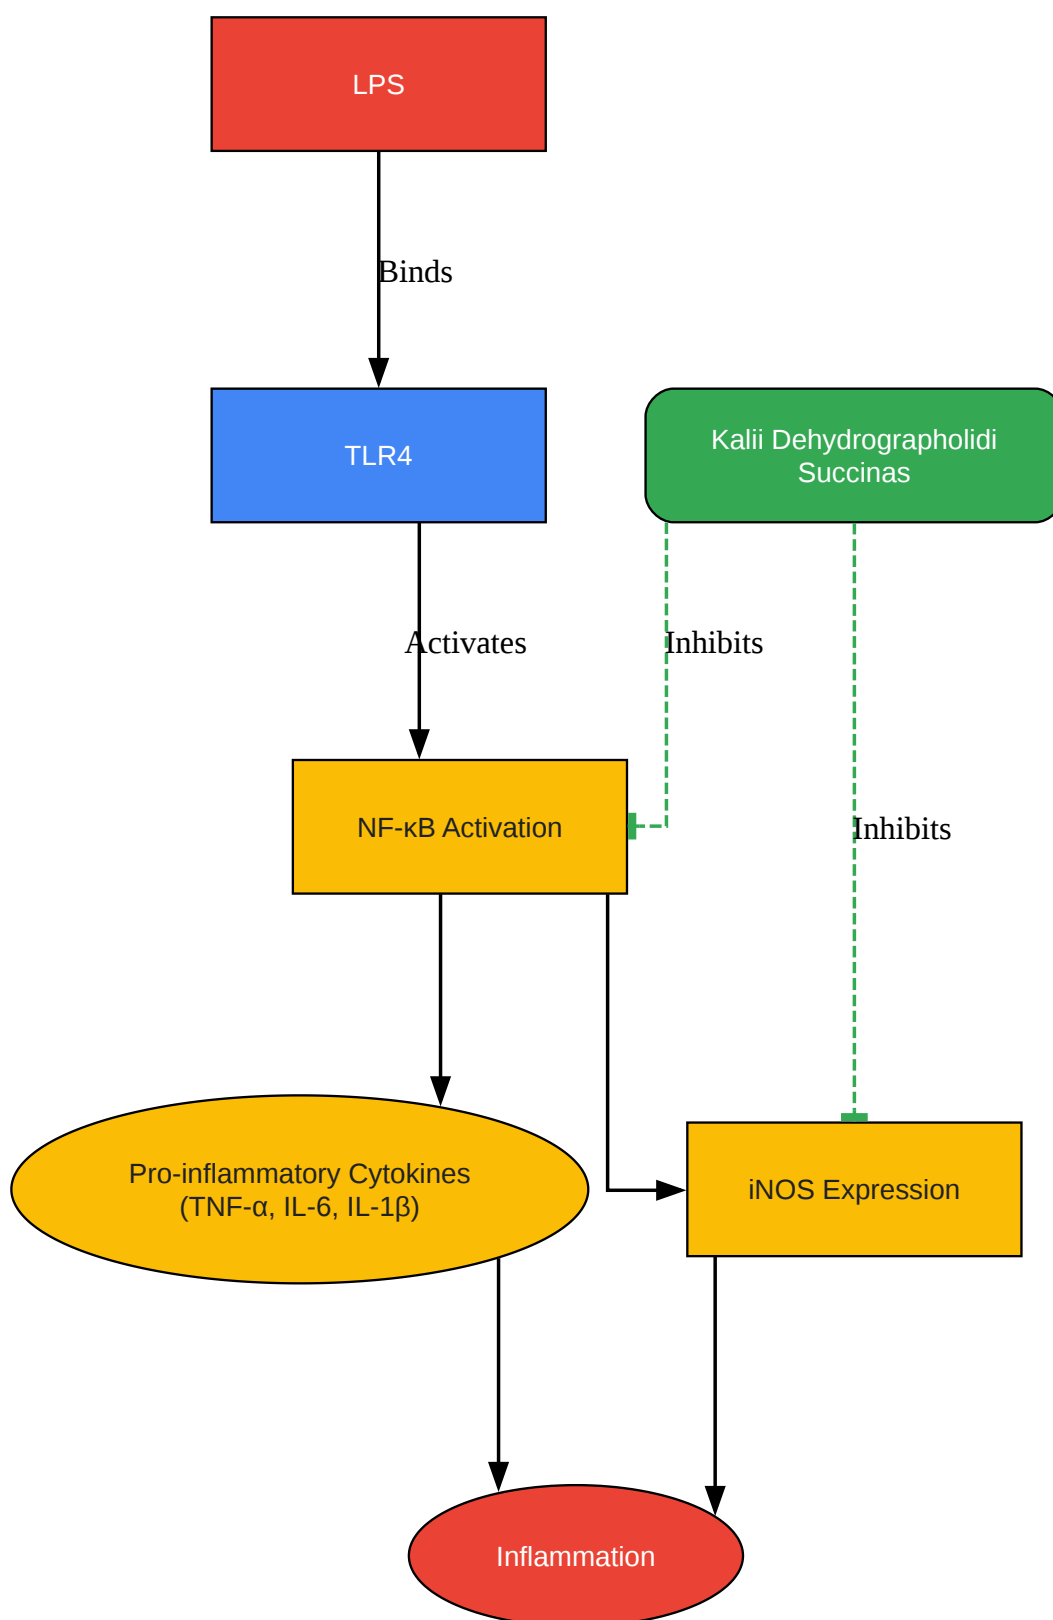 LPS
Binds
TLR4
Kalii Dehydrographolidi
Succinas
Activates
Inhibits
NF-κB Activation
Inhibits
Pro-inflammatory Cytokines
(TNF-α, IL-6, IL-1β)
iNOS Expression
Inflammation